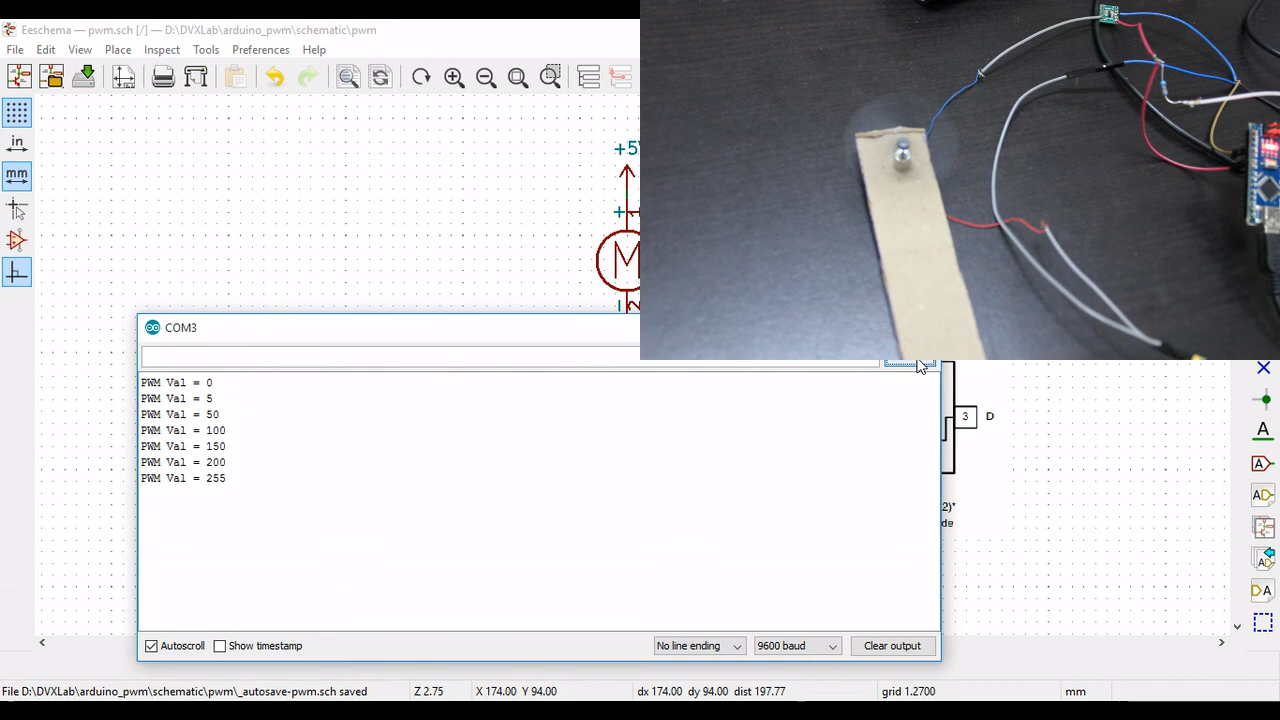 Eeschema — pwm.sch [/] — D:\DVXLab\arduino_pwm\schematic\pwm
File Edit View Place Inspect Tools Preferences Help
in
mm
M
COM3
PWM Val = 0
PWM Val = 5
PWM Val = 50
PWM Val = 100
PWM Val = 150
PWM Val = 200
PWM Val = 255
3 D
2)*
de
Autoscroll Show timestamp No line ending 9600 baud Clear output
File D:\DVXLab\arduino_pwm\schematic\pwm\_autosave-pwm.sch saved Z 2.75 X 174.00 Y 94.00 dx 174.00 dy 94.00 dist 197.77 grid 1.2700 mm